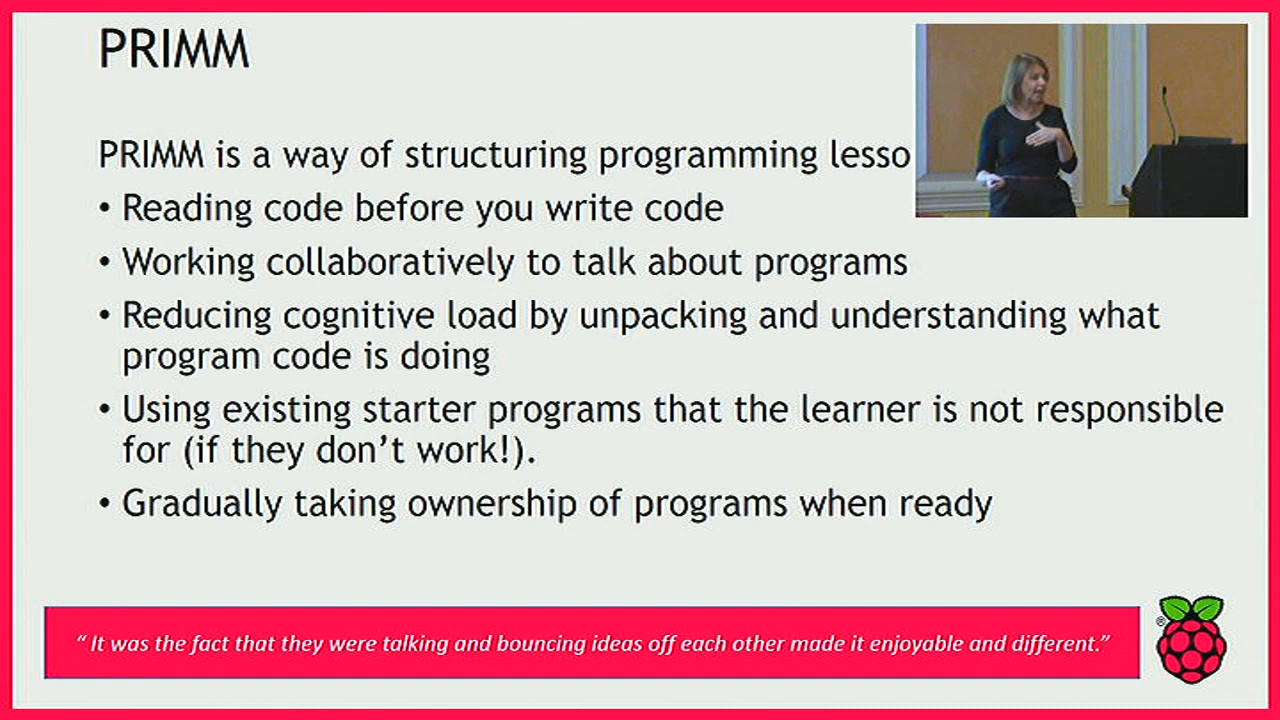 PRIMM
PRIMM is a way of structuring programming lesso
• Reading code before you write code
• Working collaboratively to talk about programs
• Reducing cognitive load by unpacking and understanding what
program code is doing
• Using existing starter programs that the learner is not responsible
for (if they don’t work!).
• Gradually taking ownership of programs when ready
“ It was the fact that they were talking and bouncing ideas off each other made it enjoyable and different.”
®